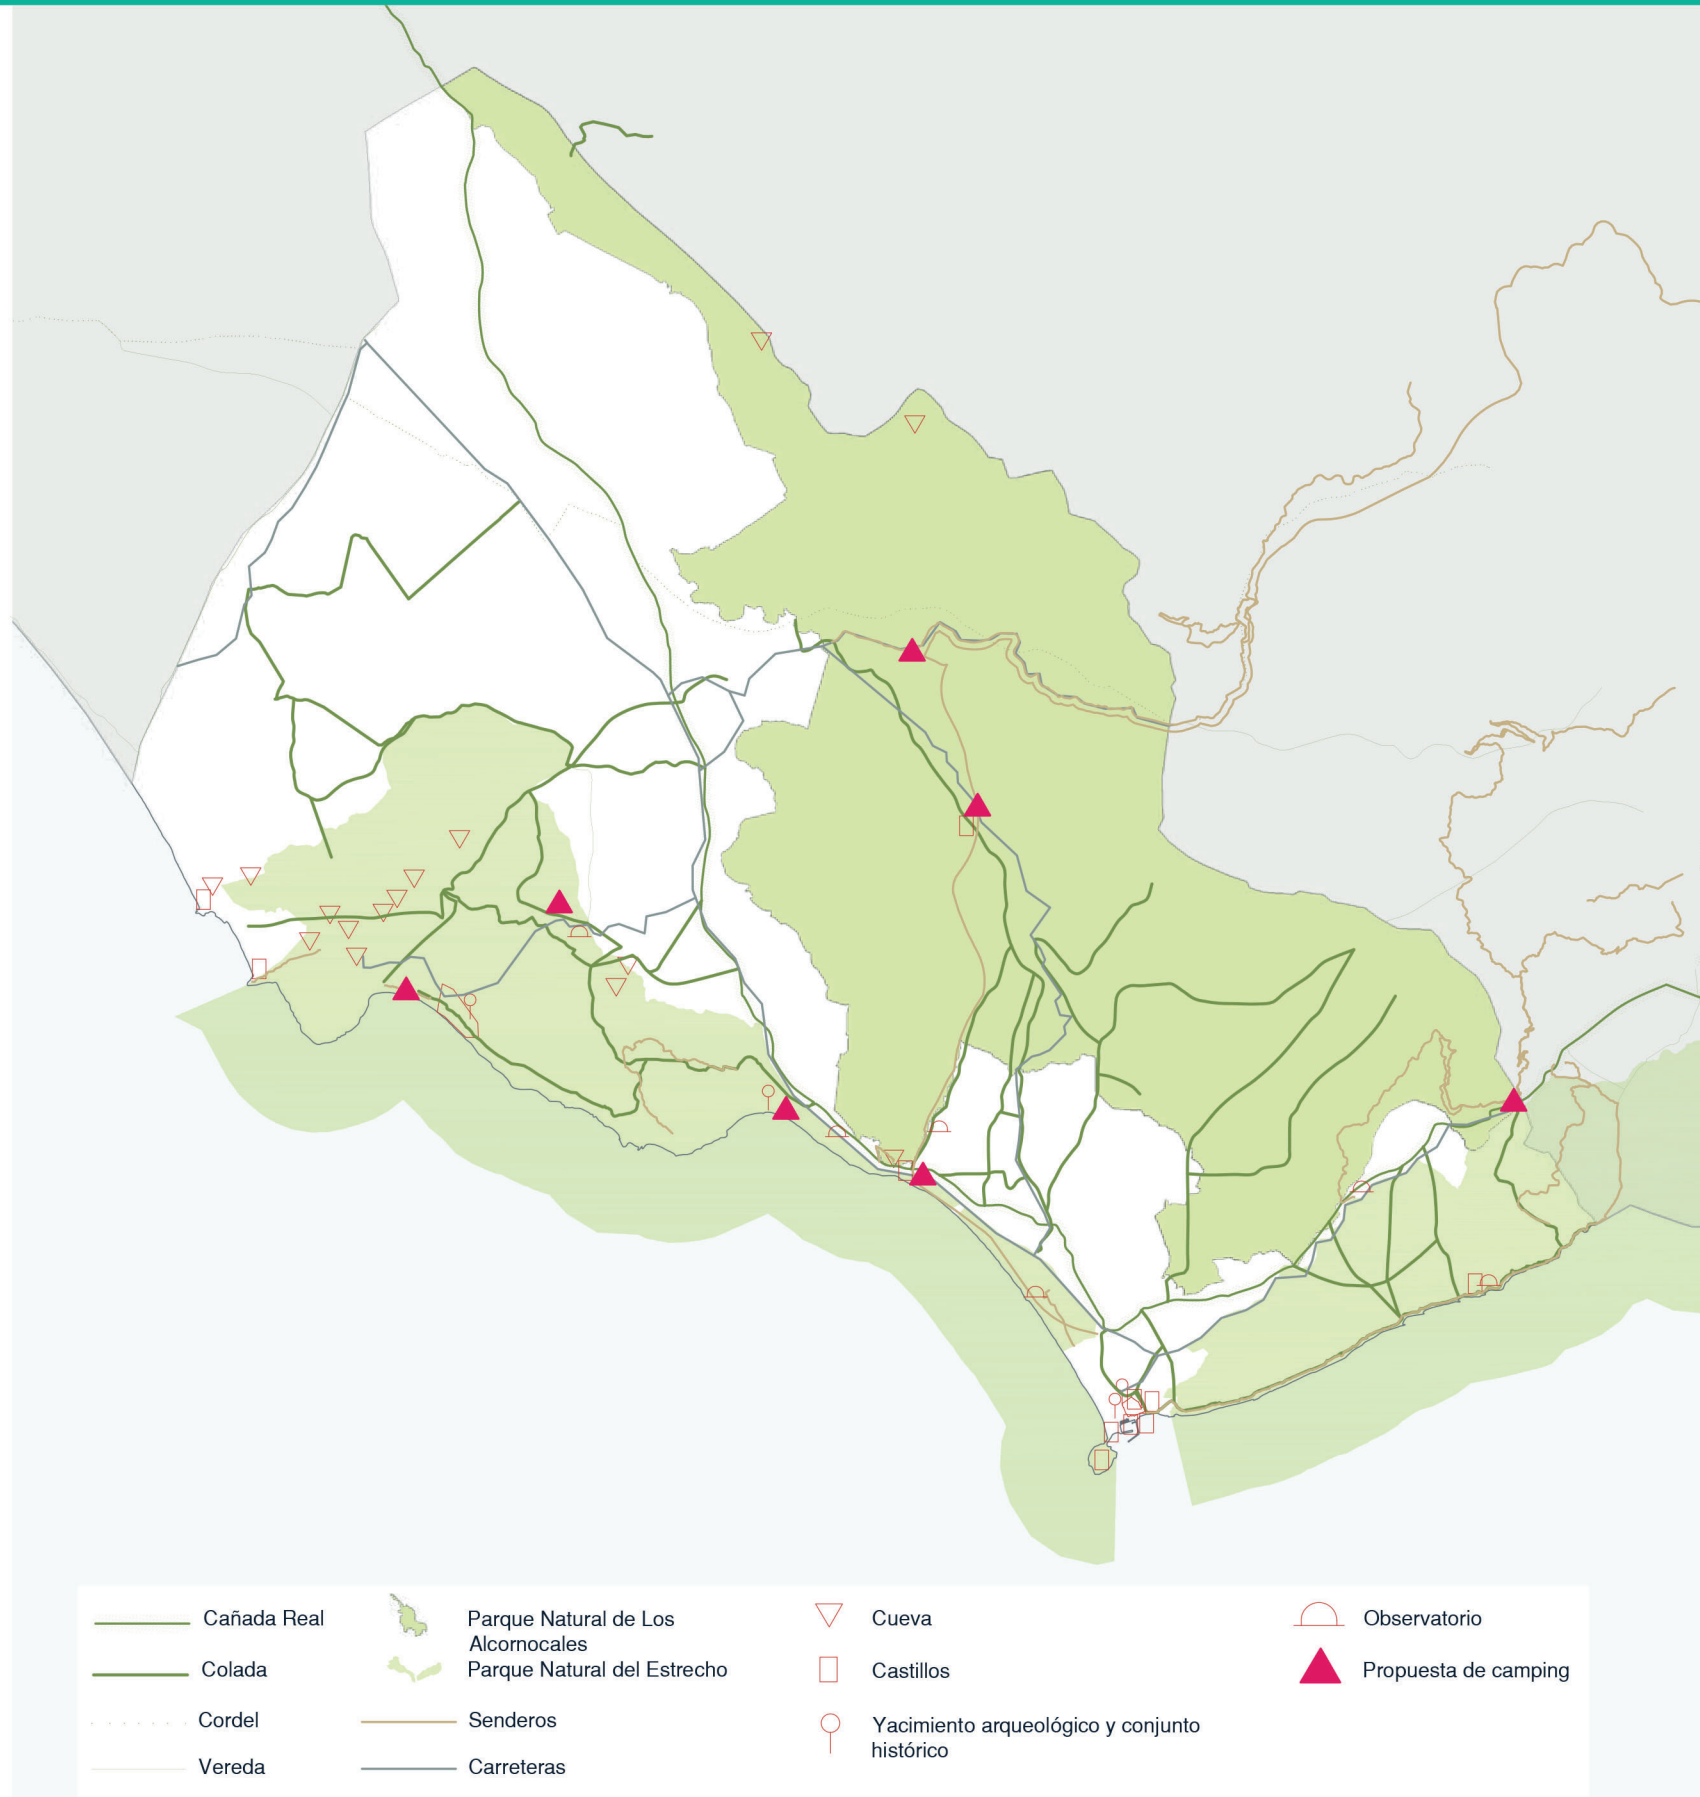 Cañada Real
Colada
Cordel
Vereda
Parque Natural de Los
Alcornocales
Parque Natural del Estrecho
Senderos
Carreteras
Cueva
Castillos
Yacimiento arqueológico y conjunto
histórico
Observatorio
Propuesta de camping